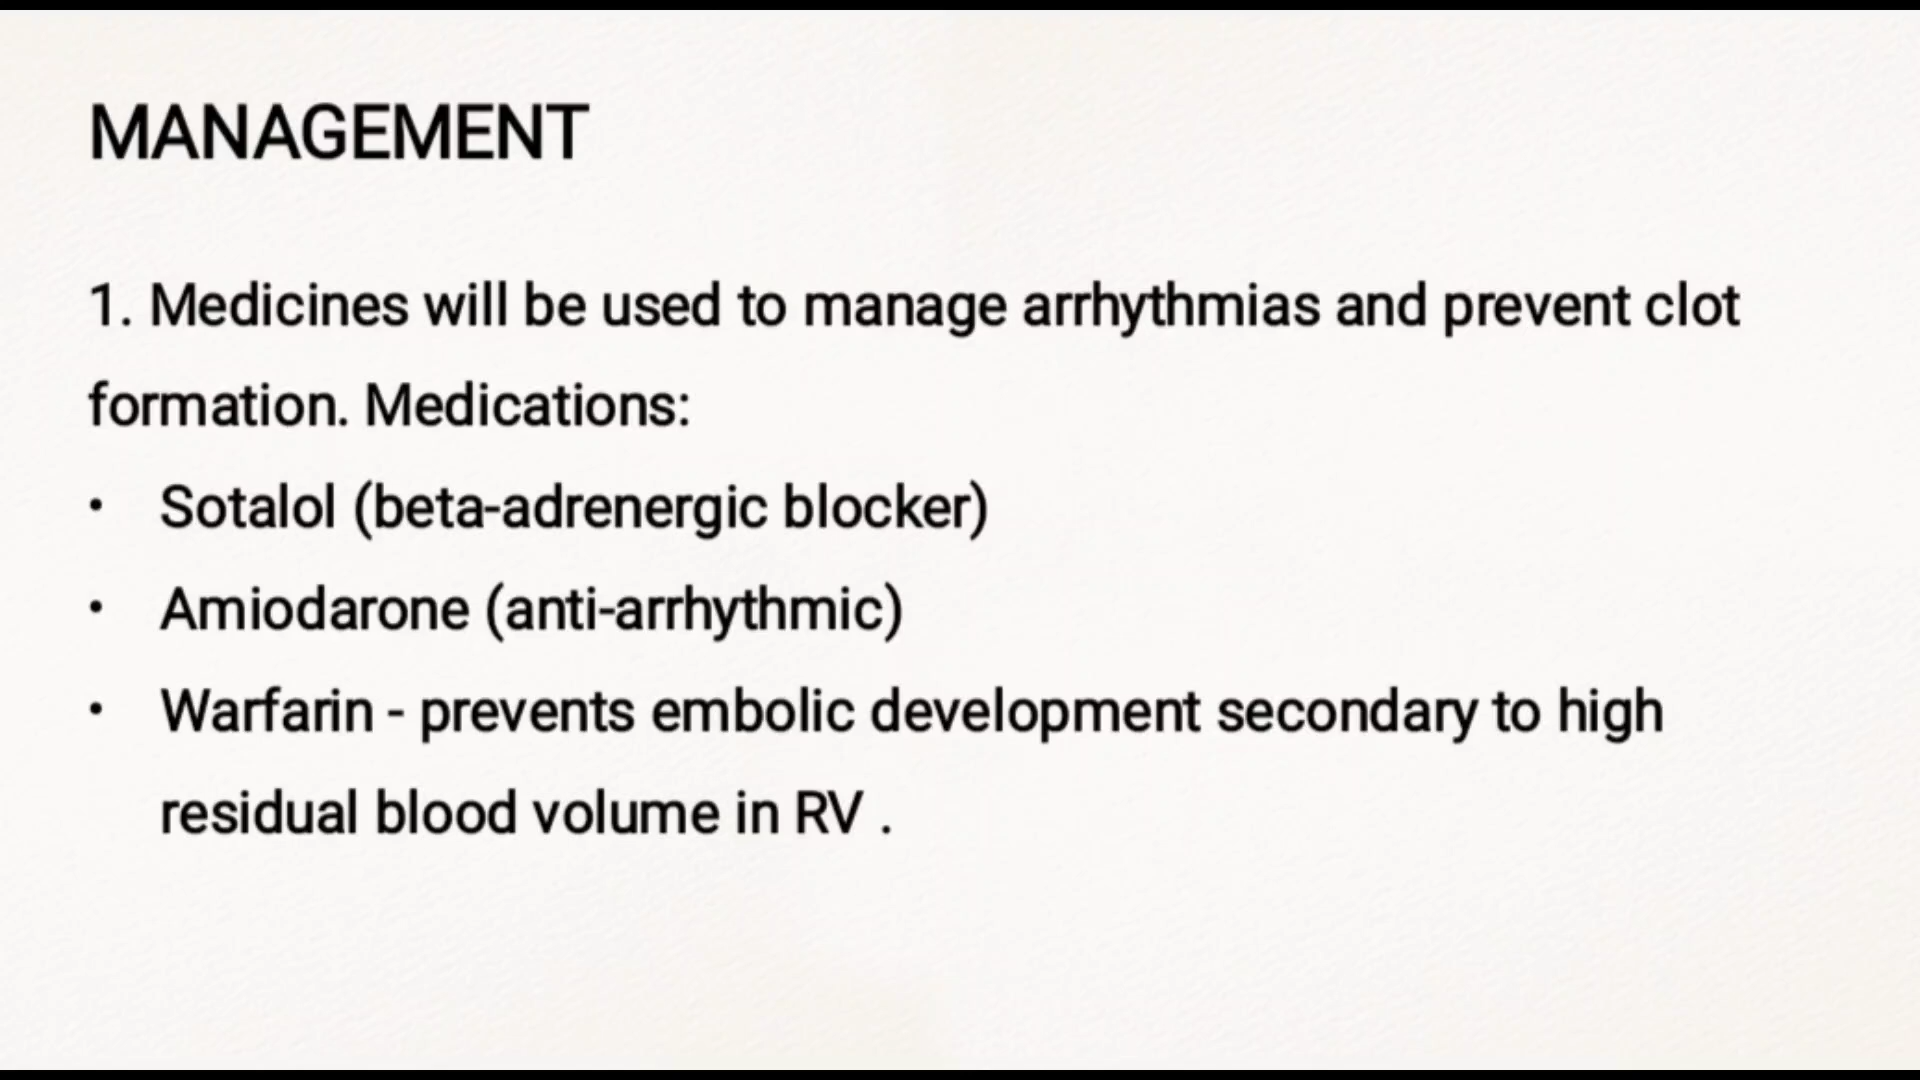 MANAGEMENT
1. Medicines will be used to manage arrhythmias and prevent clot
formation. Medications:
• Sotalol (beta-adrenergic blocker)
• Amiodarone (anti-arrhythmic)
• Warfarin - prevents embolic development secondary to high
residual blood volume in RV .